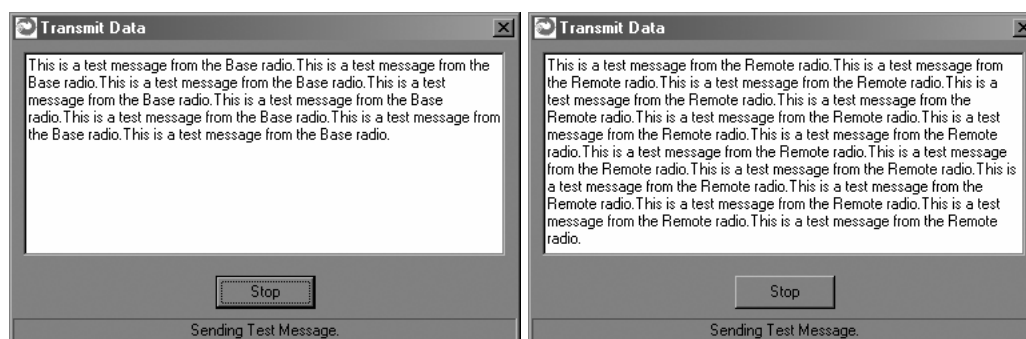 Transmit Data
This is a test message from the Base radio.This is a test message from the
Base radio.This is a test message from the Base radio.This is a test
message from the Base radio.This is a test message from the Base
radio.This is a test message from the Base radio.This is a test message from
the Base radio.This is a test message from the Base radio.
Stop
Sending Test Message.
Transmit Data
This is a test message from the Remote radio.This is a test message from
the Remote radio.This is a test message from the Remote radio.This is a
test message from the Remote radio.This is a test message from the
Remote radio.This is a test message from the Remote radio.This is a test
message from the Remote radio.This is a test message from the Remote
radio.This is a test message from the Remote radio.This is a test message
from the Remote radio.This is a test message from the Remote radio.This is
a test message from the Remote radio.This is a test message from the
Remote radio.This is a test message from the Remote radio.This is a test
message from the Remote radio.This is a test message from the Remote
radio.
Stop
Sending Test Message.